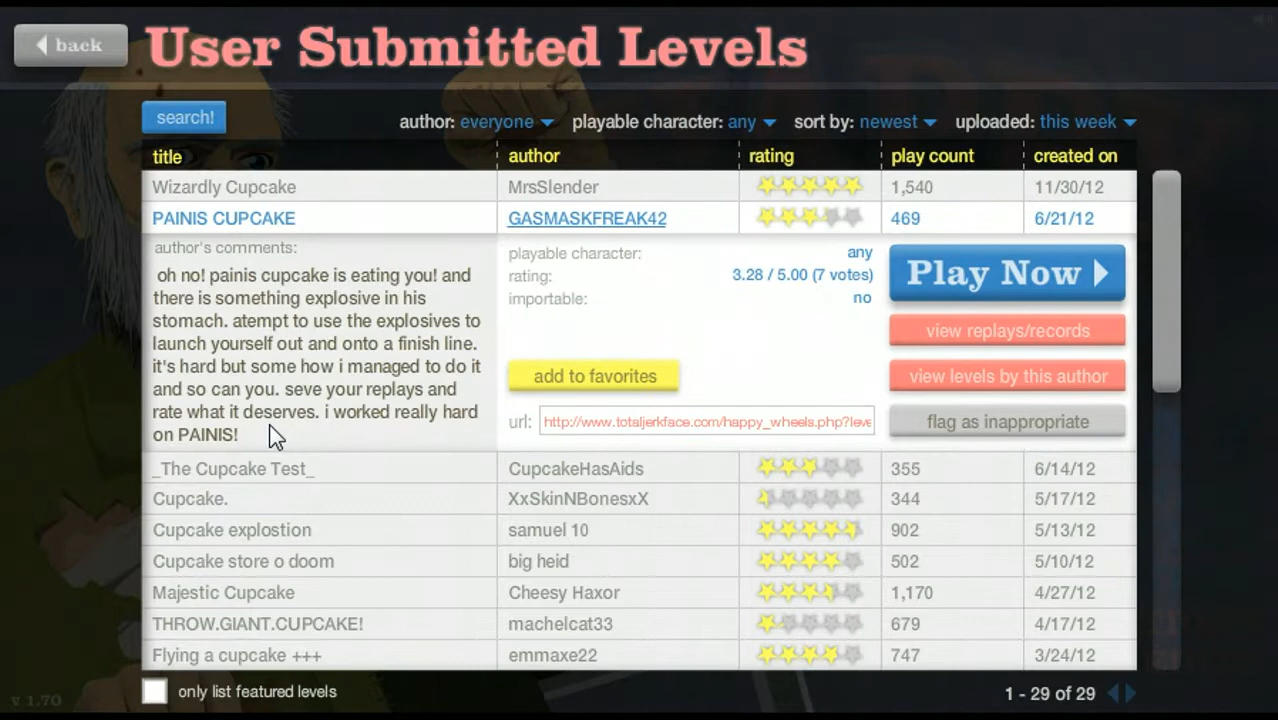 back
User Submitted Levels
search!
author: everyone playable character: any sort by: newest uploaded: this week
title author rating play count created on
Wizardly Cupcake MrsSlender 1,540 11/30/12
PAINIS CUPCAKE GASMASKFREAK42 469 6/21/12
author's comments:
oh no! painis cupcake is eating you! and
there is something explosive in his
stomach. atempt to use the explosives to
launch yourself out and onto a finish line.
it's hard but some how i managed to do it
and so can you. seve your replays and
rate what it deserves. i worked really hard
on PAINIS!
playable character: any
rating: 3.28 / 5.00 (7 votes)
importable: no
add to favorites
url: http://www.totaljerkface.com/happy_wheels.php?leve
Play Now
view replays/records
view levels by this author
flag as inappropriate
_The Cupcake Test_ CupcakeHasAids 355 6/14/12
Cupcake. XxSkinNBonesxX 344 5/17/12
Cupcake explostion samuel 10 902 5/13/12
Cupcake store o doom big heid 502 5/10/12
Majestic Cupcake Cheesy Haxor 1,170 4/27/12
THROW.GIANT.CUPCAKE! machelcat33 679 4/17/12
Flying a cupcake +++ emmaxe22 747 3/24/12
only list featured levels
1 - 29 of 29
v 1.70